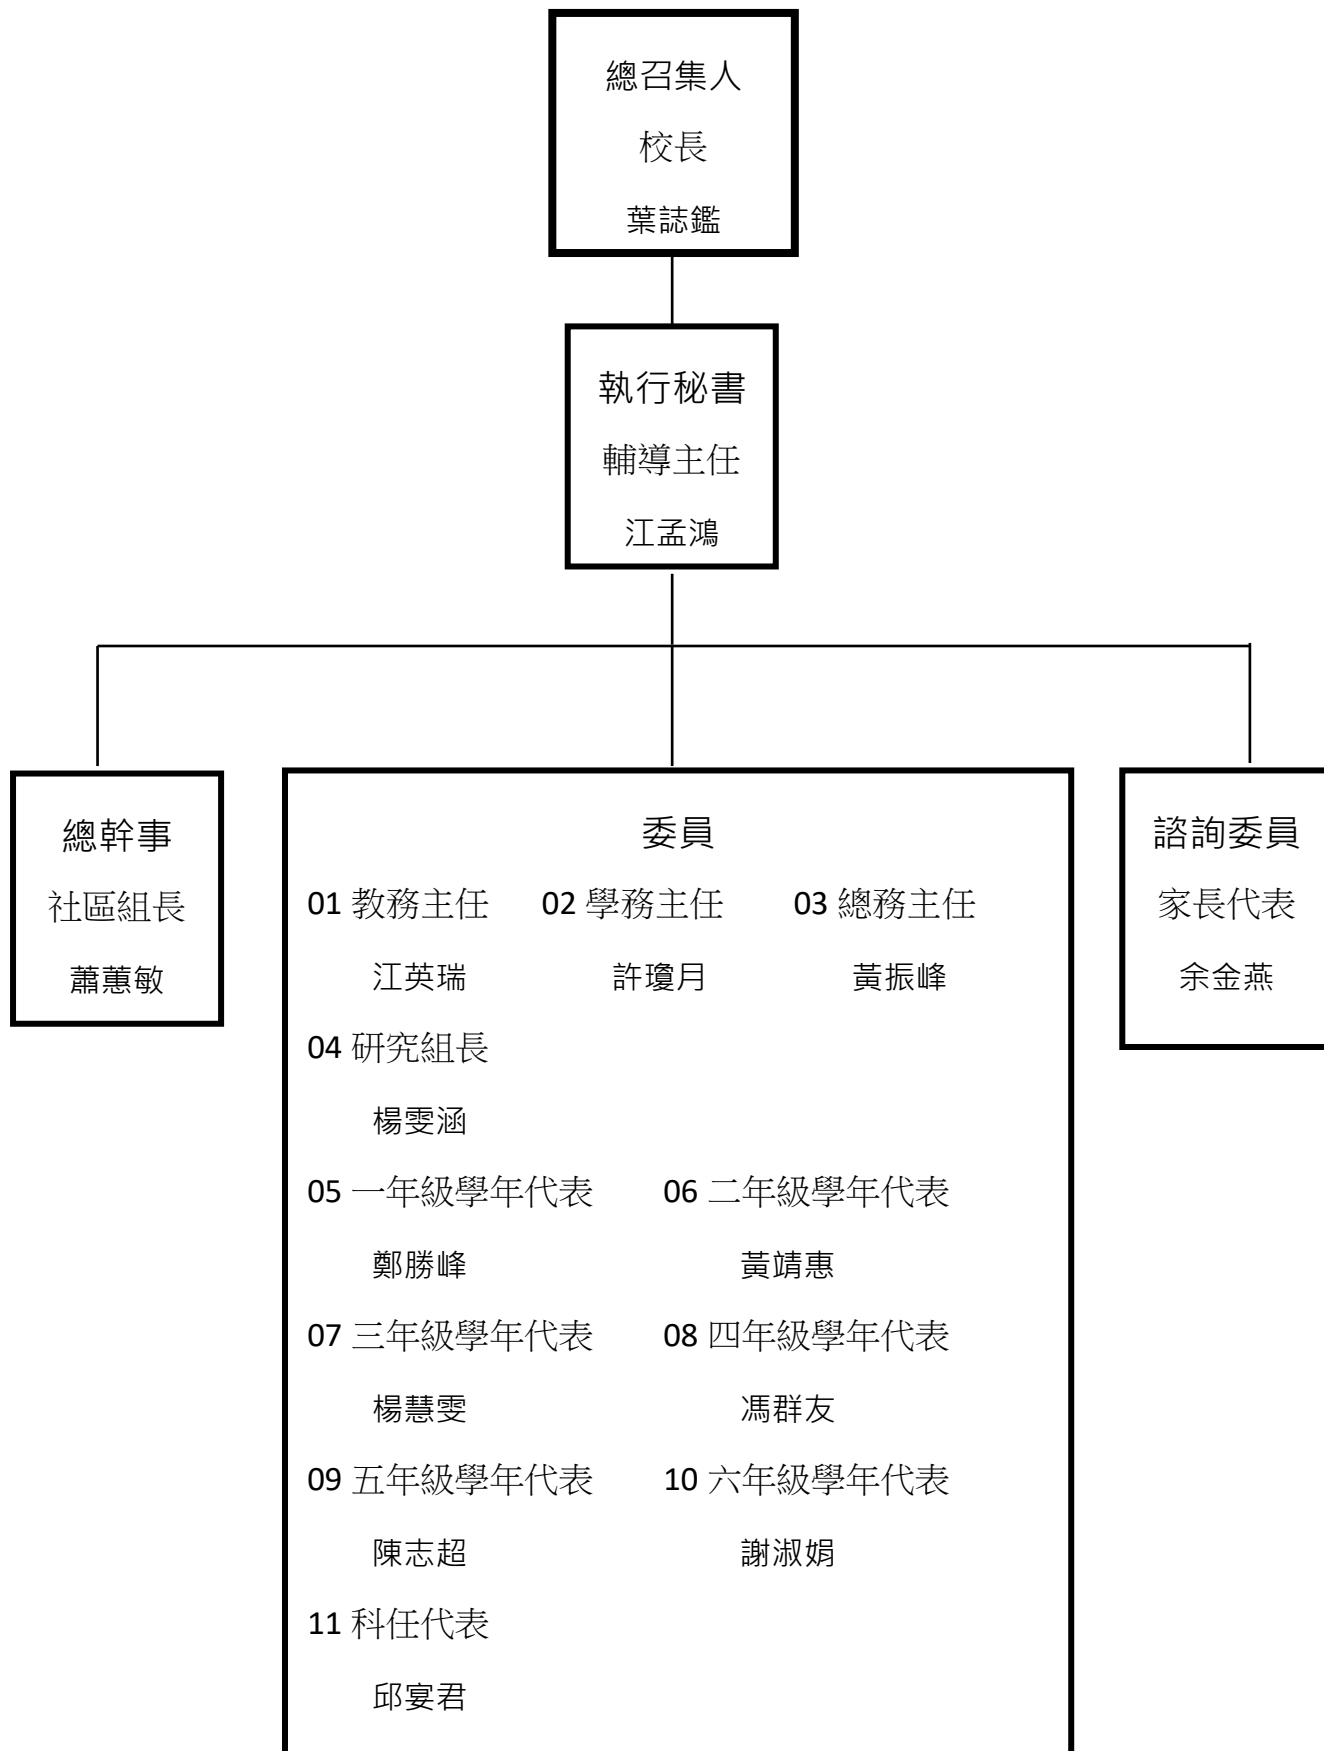 總召集人
校長
葉誌鑑
執行秘書
輔導主任
江孟鴻
總幹事
社區組長
蕭蕙敏
委員
01 教務主任 02 學務主任 03 總務主任
江英瑞 許瓊月 黃振峰
04 研究組長
楊雯涵
05 一年級學年代表 06 二年級學年代表
鄭勝峰 黃靖惠
07 三年級學年代表 08 四年級學年代表
楊慧雯 馮群友
09 五年級學年代表 10 六年級學年代表
陳志超 謝淑娟
11 科任代表
邱宴君
諮詢委員
家長代表
余金燕